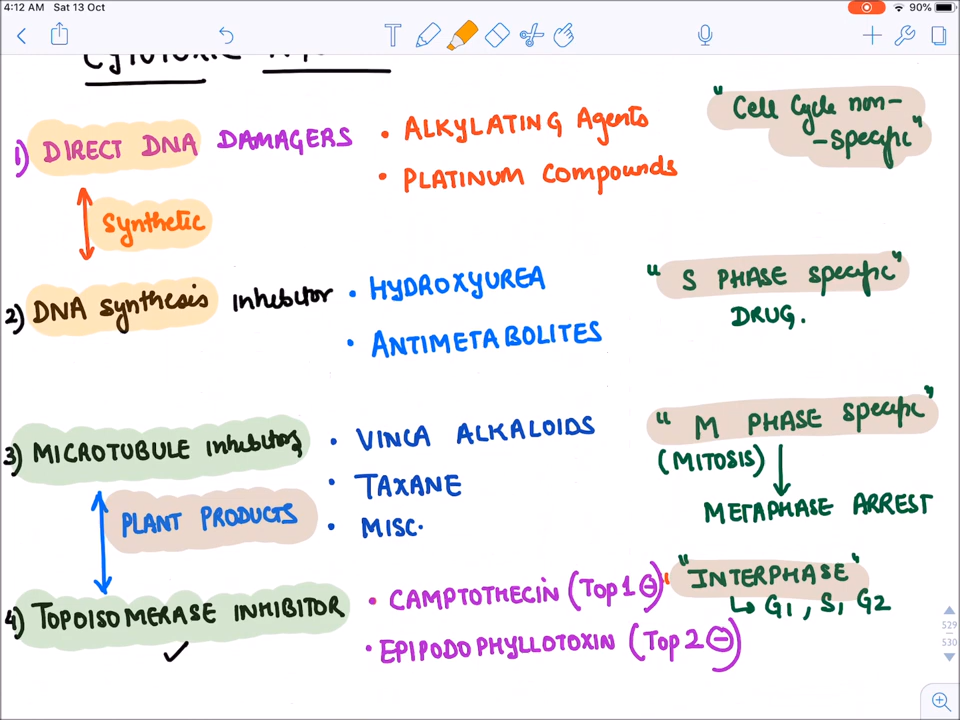 4:12 AM Sat 13 Oct
90%
T
1) DIRECT DNA DAMAGERS
• ALKYLATING Agents
• PLATINUM Compounds
"Cell Cycle non-
-Specific"
Synthetic
2) DNA synthesis inhibitor
• HYDROXYUREA
• ANTIMETABOLITES
"S PHASE specific"
DRUG.
3) MICROTUBULE inhibitors
• VINCA ALKALOIDS
• TAXANE
• MISC.
"M PHASE specific"
(MITOSIS)
METAPHASE ARREST
PLANT PRODUCTS
4) TOPOISOMERASE INHIBITOR
• CAMPTOTHECIN (Top 1 ⊖)
• EPIPODOPHYLLOTOXIN (Top 2 ⊖)
"INTERPHASE"
↳ G1, S, G2
529
530